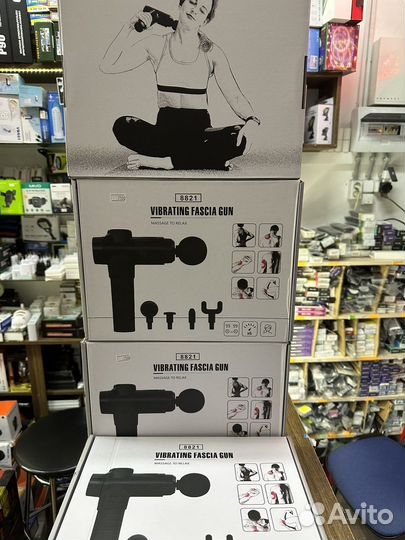 8821
VIBRATING FASCIA GUN
MASSAGE TO RELAX
8821
VIBRATING FASCIA GUN
MASSAGE TO RELAX
8821
VIBRATING FASCIA GUN
MASSAGE TO RELAX
MIVO
Avito